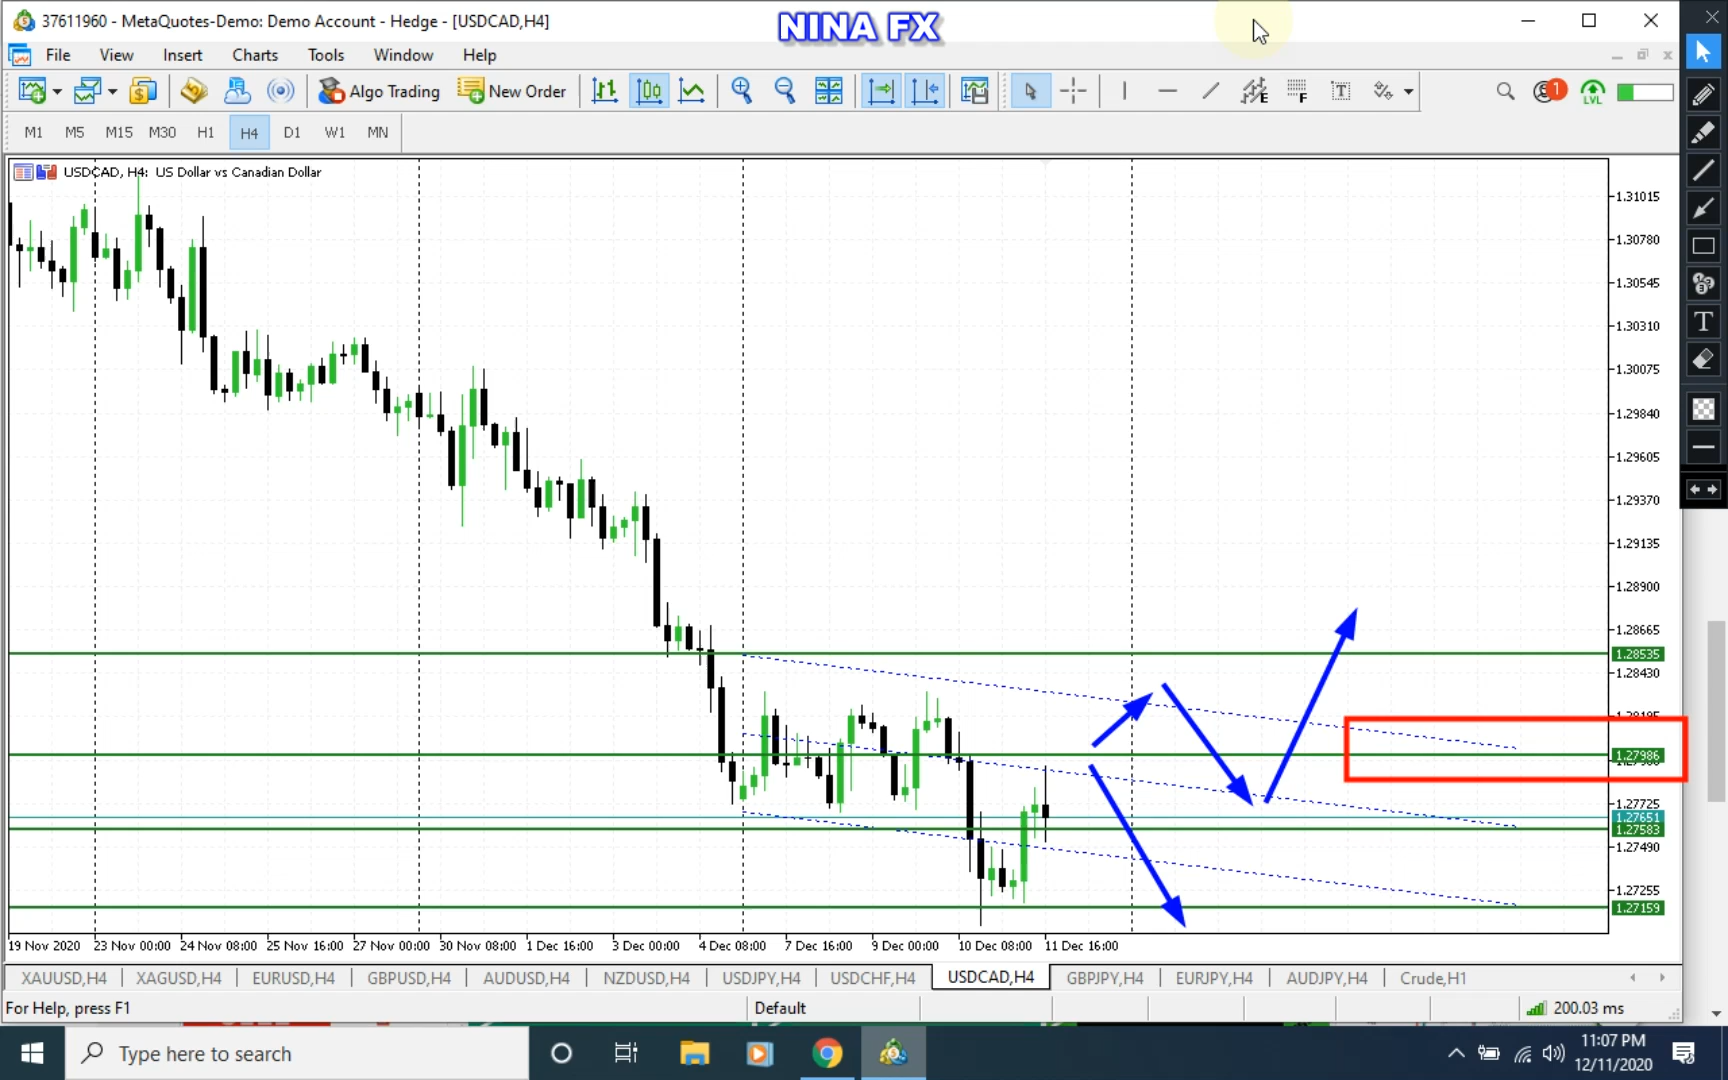 37611960 - MetaQuotes-Demo: Demo Account - Hedge - [USDCAD,H4]
NINA FX
File View Insert Charts Tools Window Help
Algo Trading New Order E F T 1 LVL
M1 M5 M15 M30 H1 H4 D1 W1 MN
USDCAD, H4: US Dollar vs Canadian Dollar
1.31015
1.30780
1.30545
1.30310
1.30075
1.29840
1.29605
1.29370
1.29135
1.28900
1.28665
1.28535
1.28430
1.27986
1.27725
1.27651
1.27583
1.27490
1.27255
1.27159
19 Nov 2020 23 Nov 00:00 24 Nov 08:00 25 Nov 16:00 27 Nov 00:00 30 Nov 08:00 1 Dec 16:00 3 Dec 00:00 4 Dec 08:00 7 Dec 16:00 9 Dec 00:00 10 Dec 08:00 11 Dec 16:00
XAUUSD,H4 XAGUSD,H4 EURUSD,H4 GBPUSD,H4 AUDUSD,H4 NZDUSD,H4 USDJPY,H4 USDCHF,H4 USDCAD,H4 GBPJPY,H4 EURJPY,H4 AUDJPY,H4 Crude,H1
For Help, press F1 Default 200.03 ms
Type here to search
11:07 PM
12/11/2020